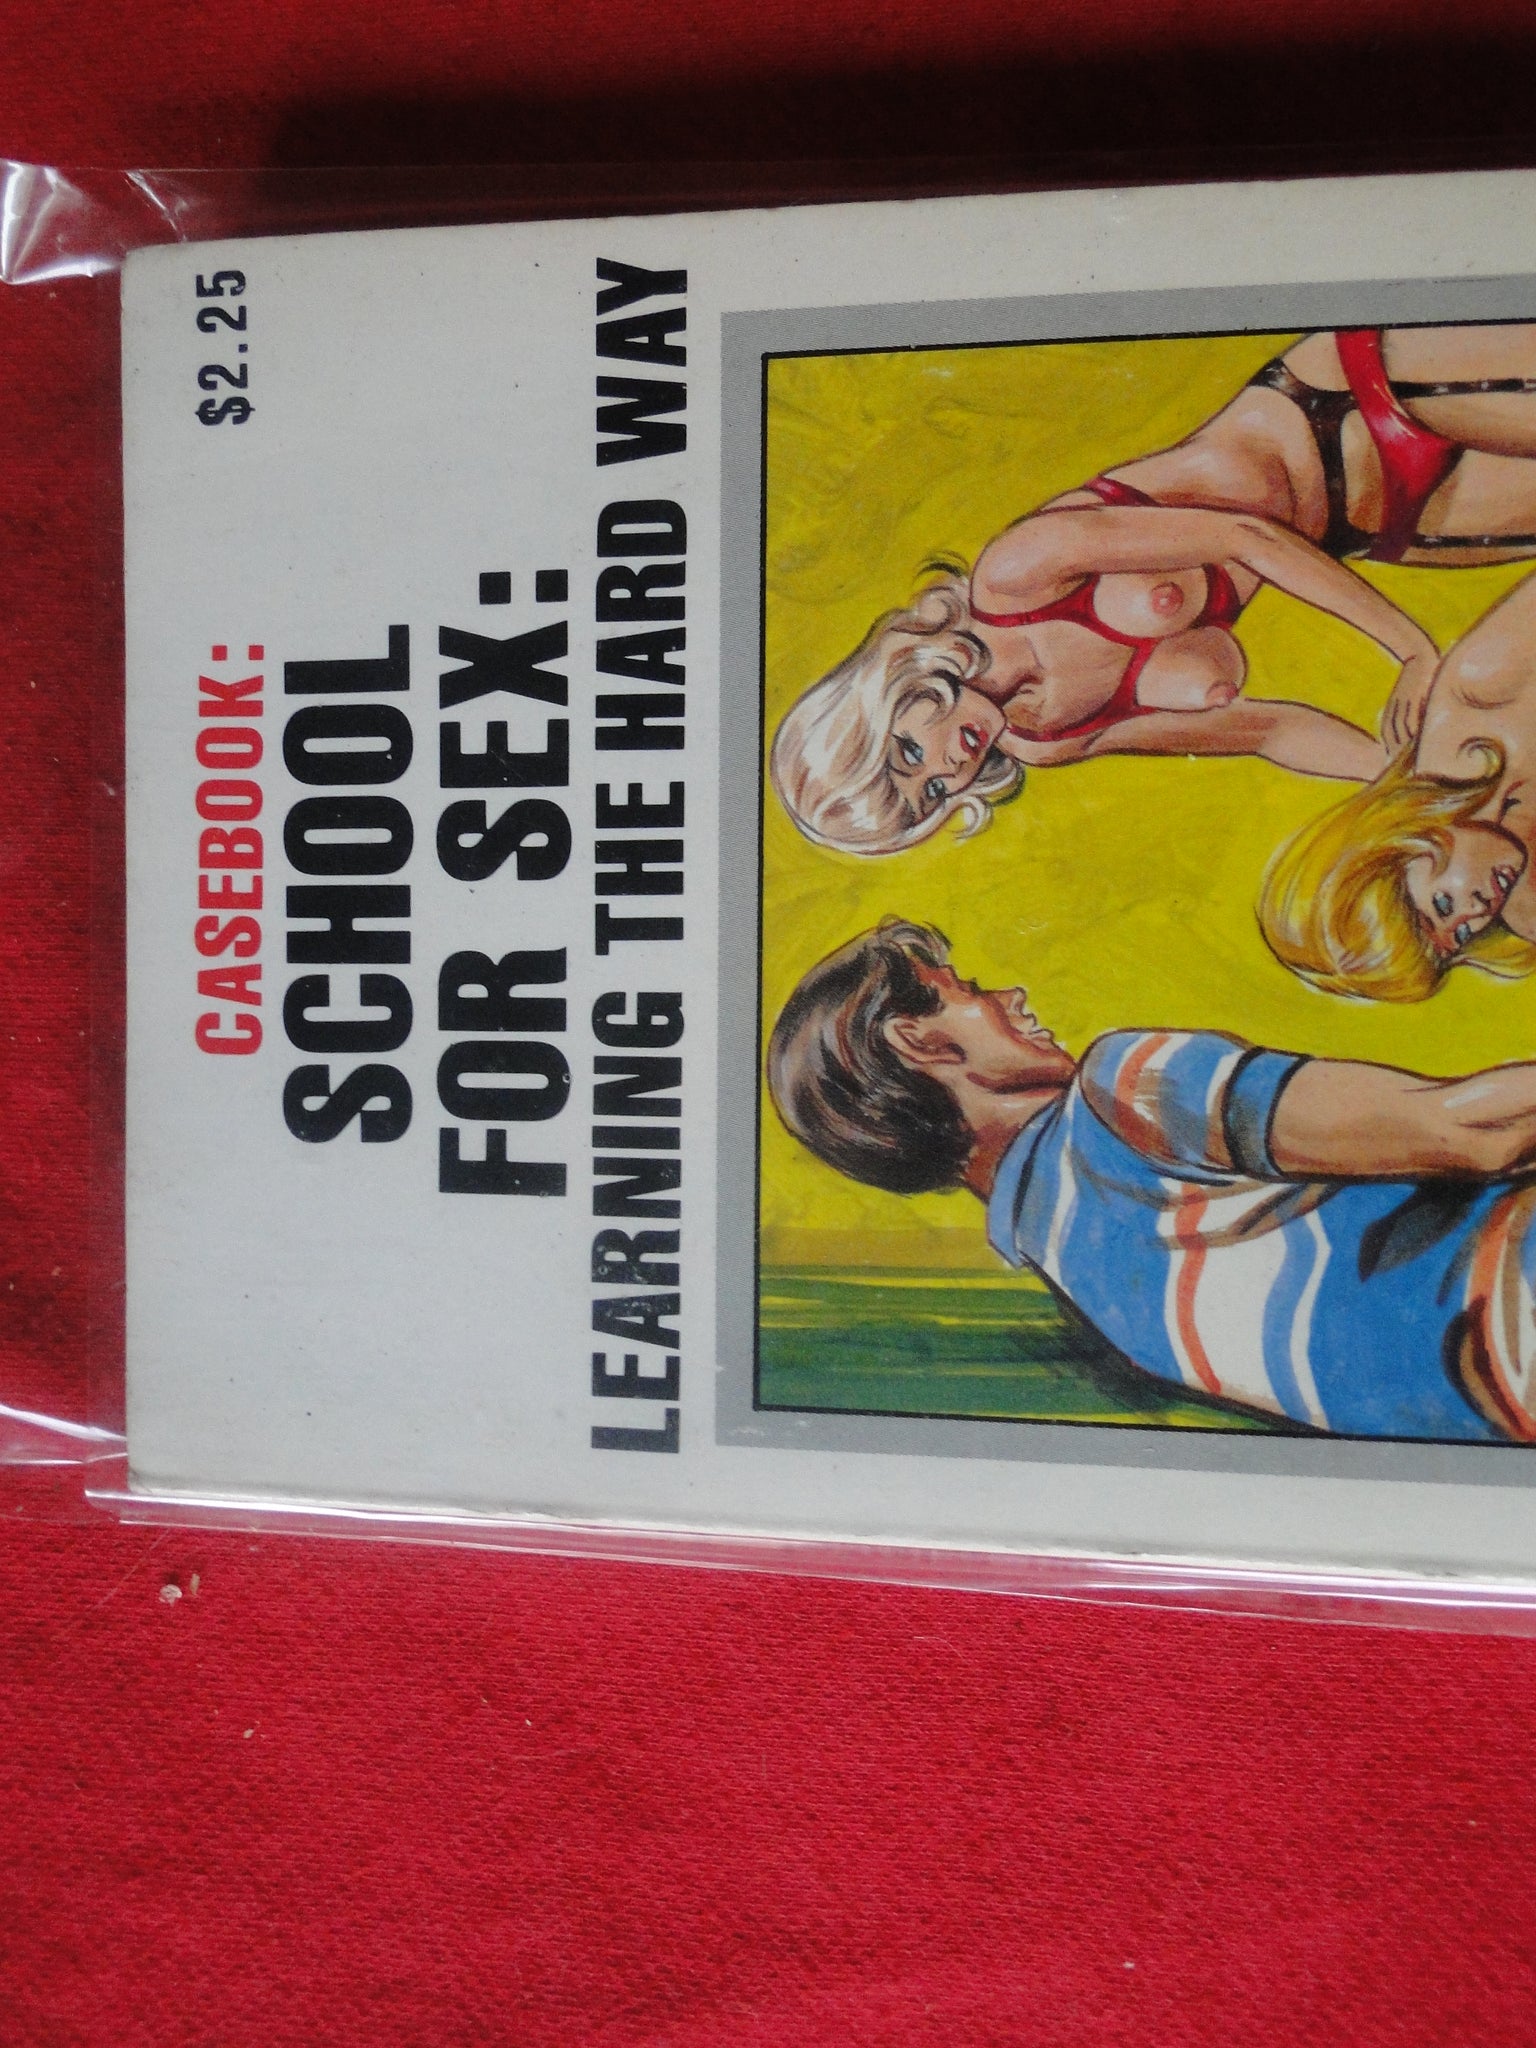 $2.25
CASEBOOK:
SCHOOL
FOR SEX:
LEARNING THE HARD WAY